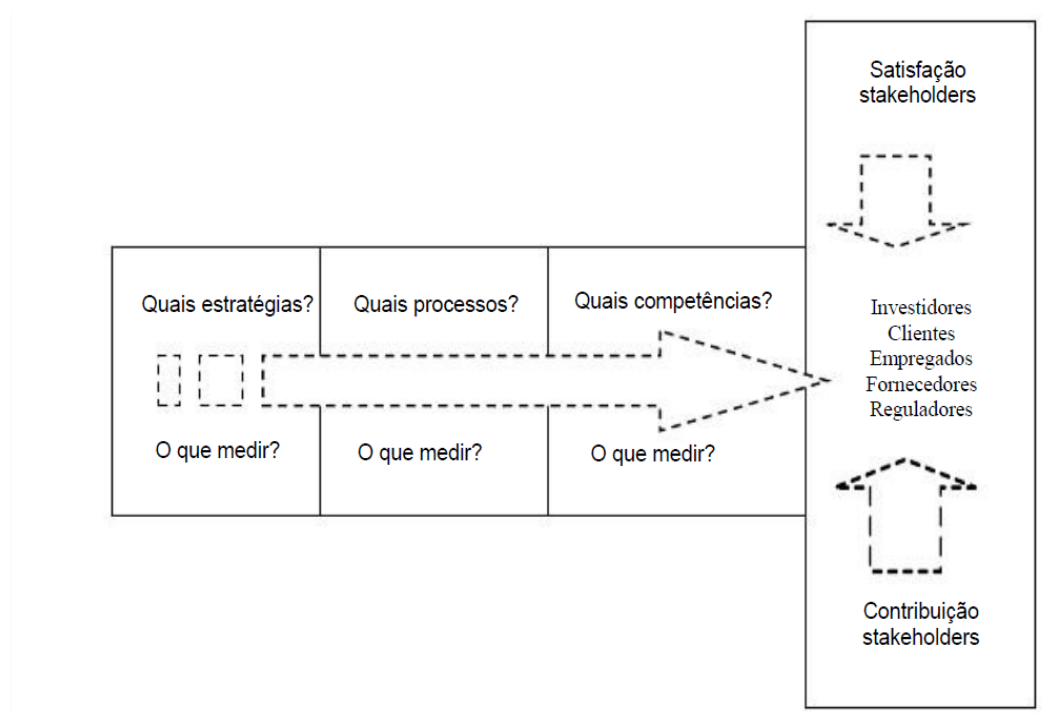 Satisfação
stakeholders
Quais estratégias?
Quais processos?
Quais competências?
Investidores
Clientes
Empregados
Fornecedores
Reguladores
O que medir?
O que medir?
O que medir?
Contribuição
stakeholders